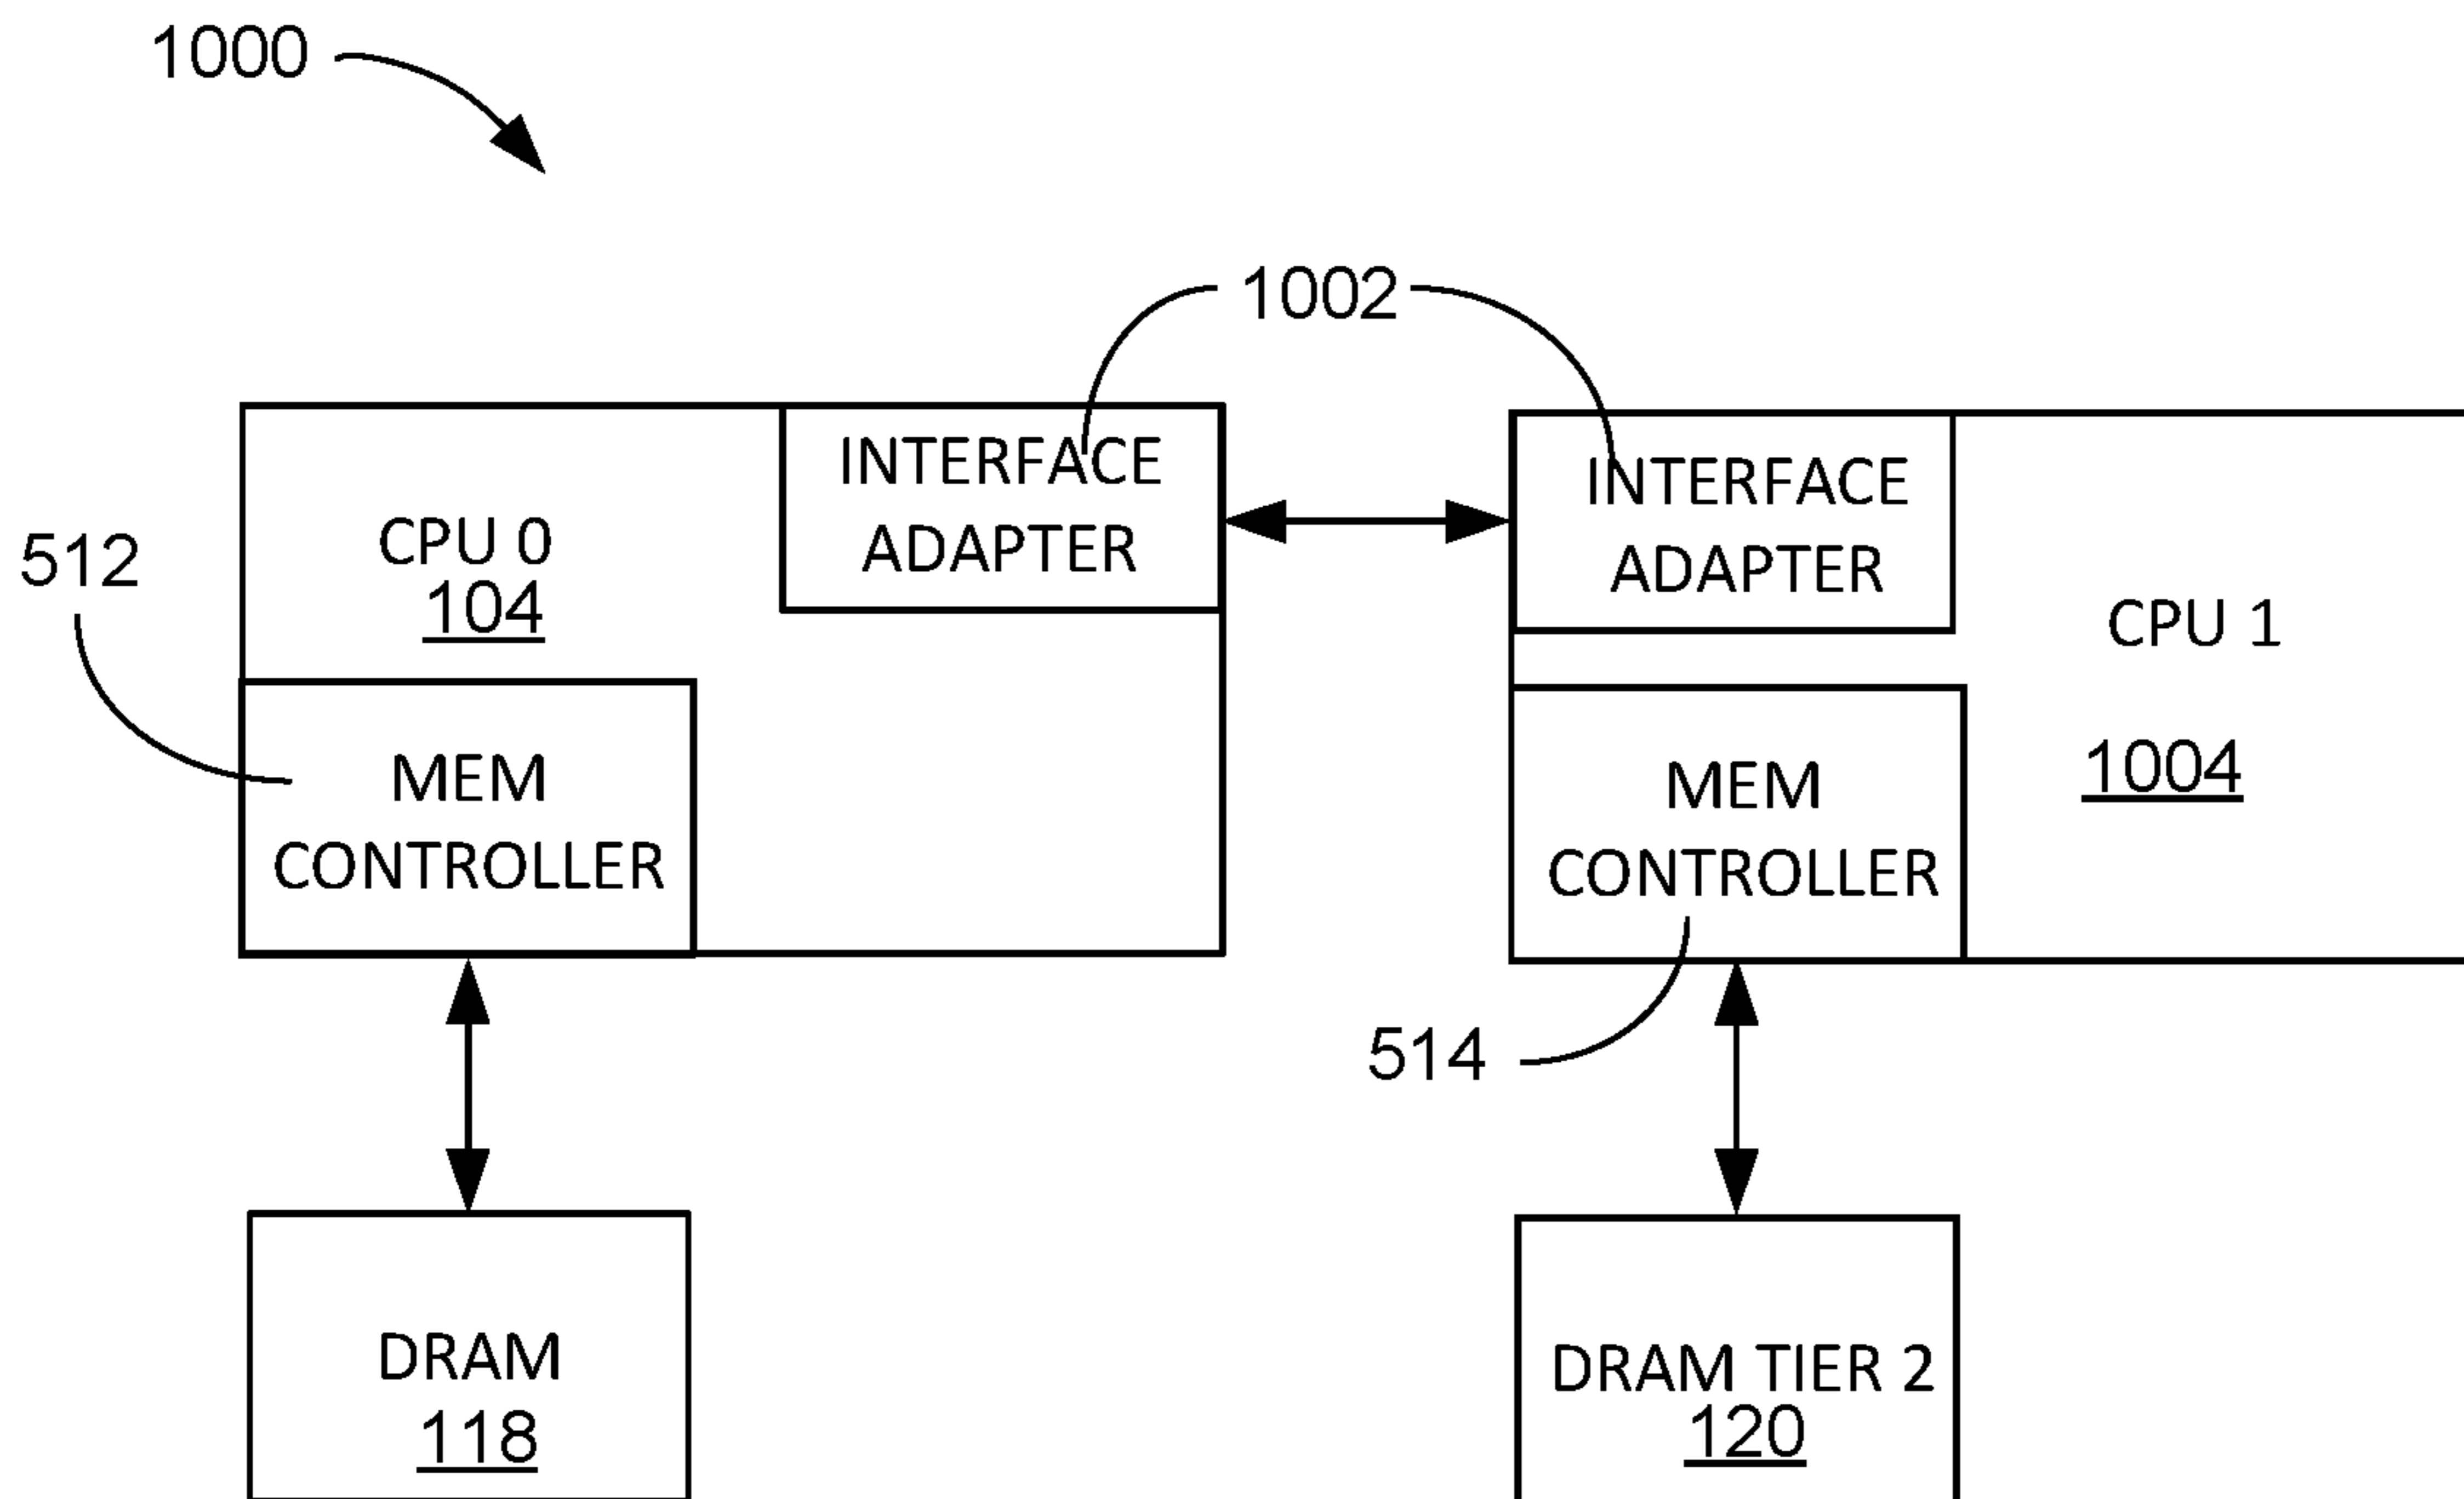 1000
1002
INTERFACE
ADAPTER
CPU 0
104
512
MEM
CONTROLLER
INTERFACE
ADAPTER
CPU 1
1004
MEM
CONTROLLER
514
DRAM
118
DRAM TIER 2
120